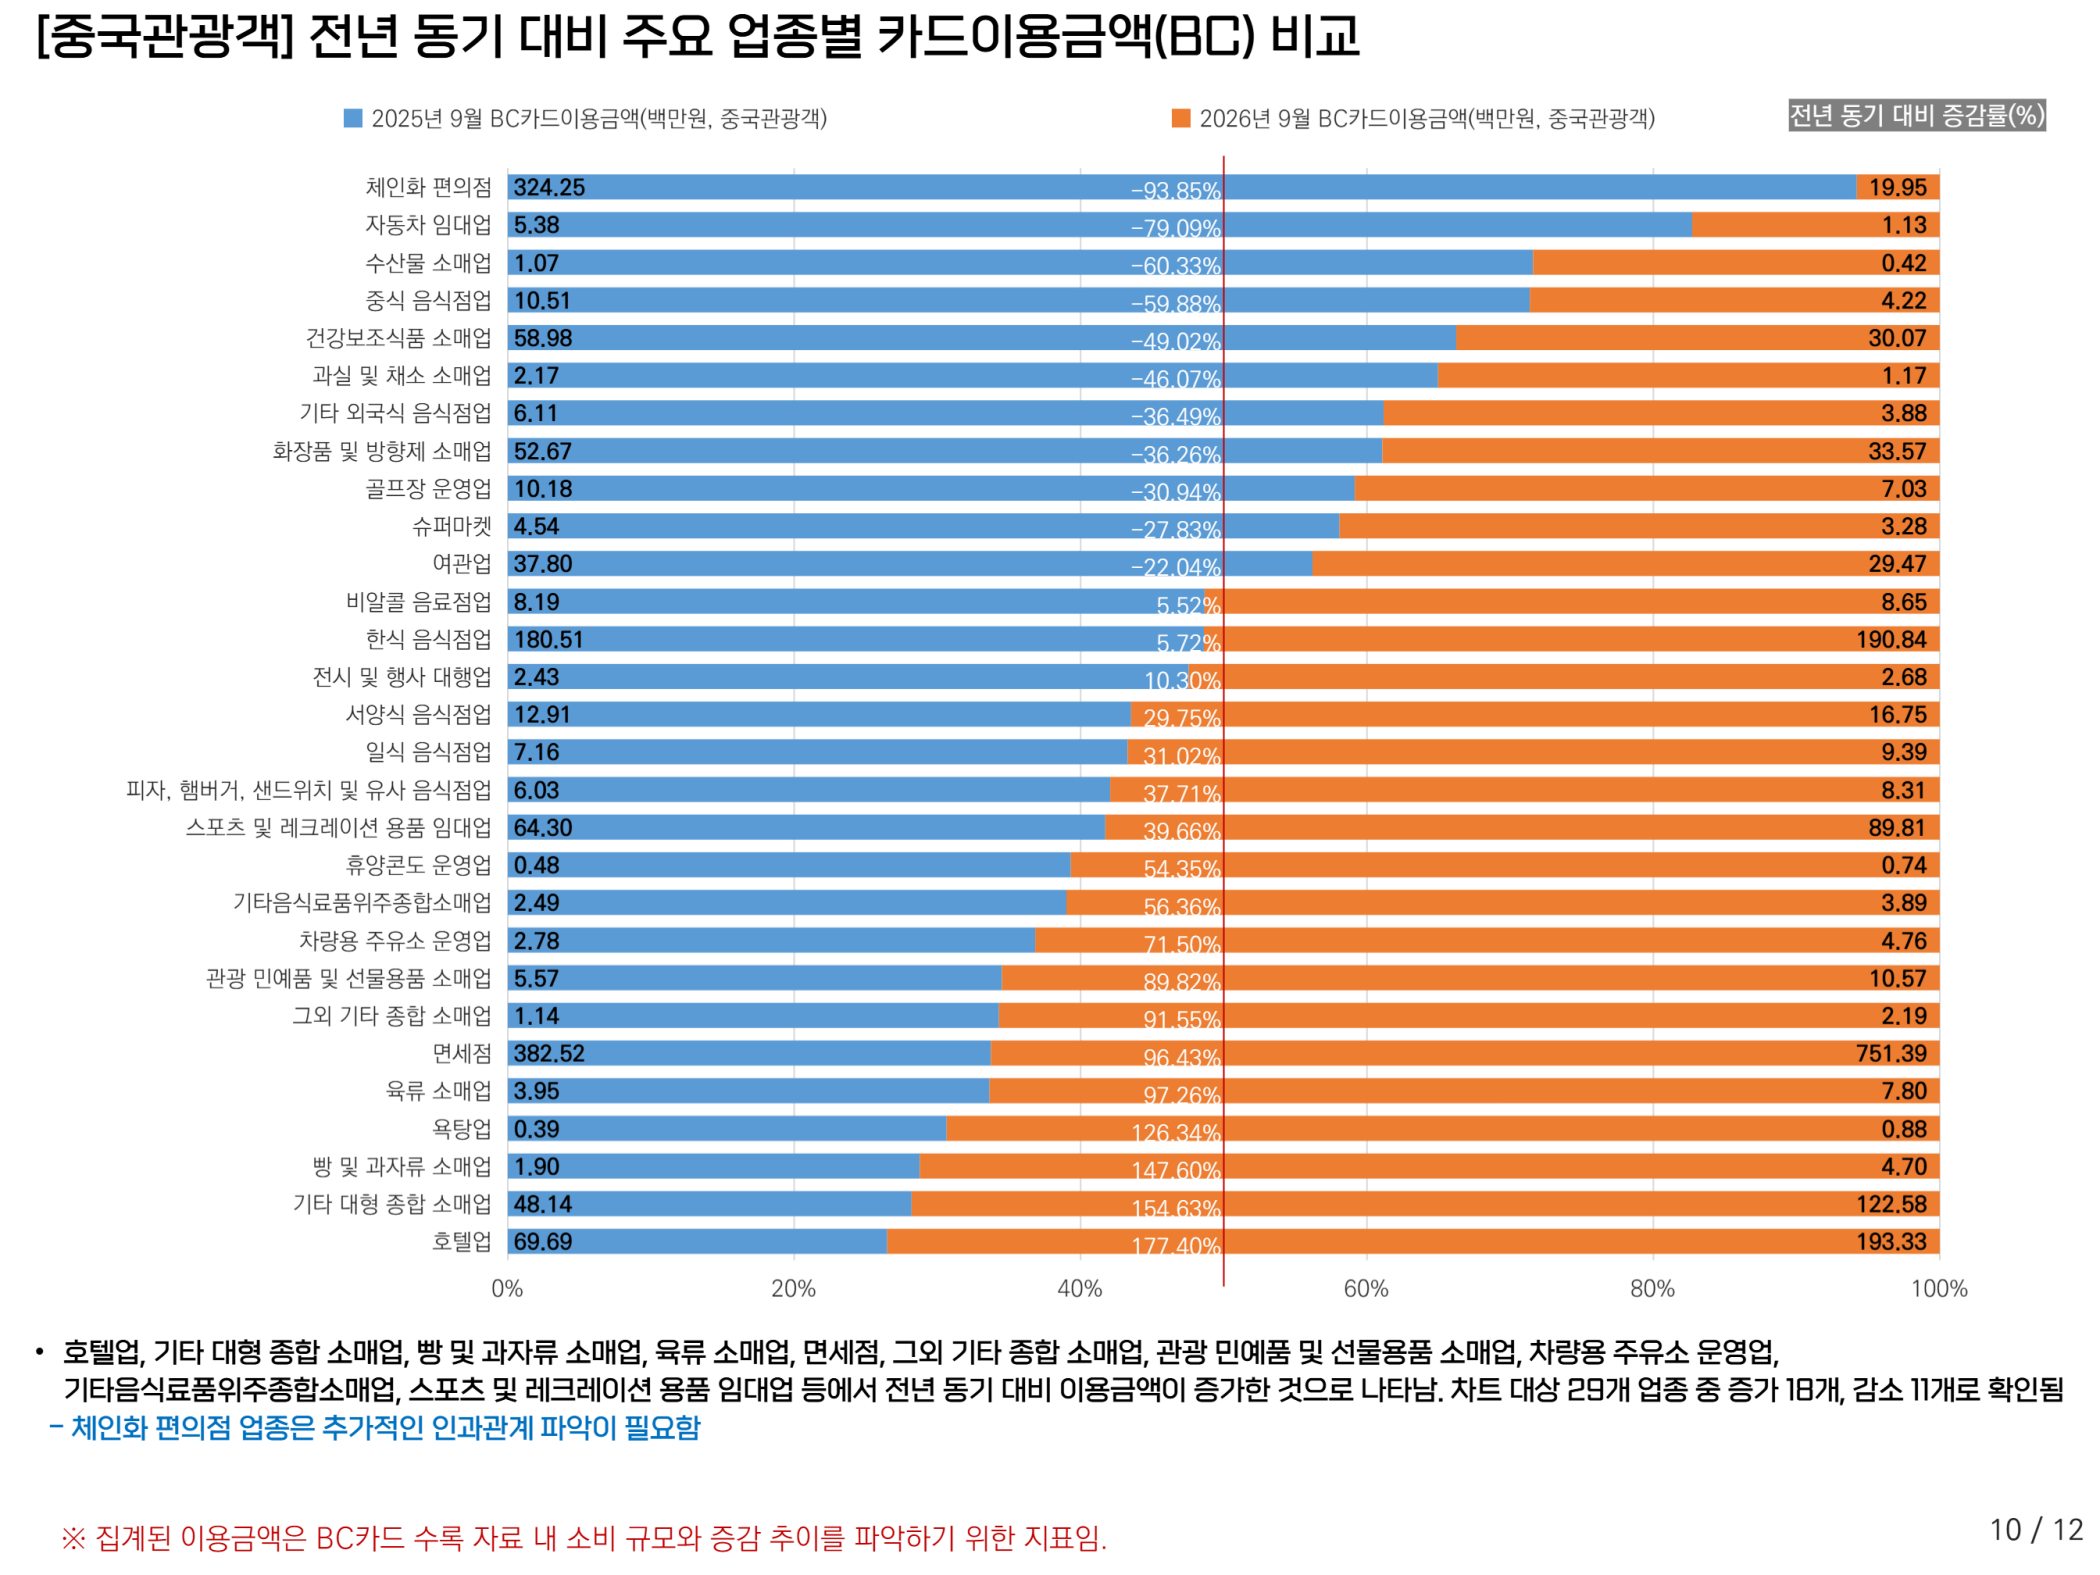 [중국관광객] 전년 동기 대비 주요 업종별 카드이용금액(BC) 비교
2025년 9월 BC카드이용금액(백만원, 중국관광객) 2026년 9월 BC카드이용금액(백만원, 중국관광객) 전년 동기 대비 증감률(%)
체인화 편의점 324.25 -93.85% 19.95
자동차 임대업 5.38 -79.09% 1.13
수산물 소매업 1.07 -60.33% 0.42
중식 음식점업 10.51 -59.88% 4.22
건강보조식품 소매업 58.98 -49.02% 30.07
과실 및 채소 소매업 2.17 -46.07% 1.17
기타 외국식 음식점업 6.11 -36.49% 3.88
화장품 및 방향제 소매업 52.67 -36.26% 33.57
골프장 운영업 10.18 -30.94% 7.03
슈퍼마켓 4.54 -27.83% 3.28
여관업 37.80 -22.04% 29.47
비알콜 음료점업 8.19 5.52% 8.65
한식 음식점업 180.51 5.72% 190.84
전시 및 행사 대행업 2.43 10.30% 2.68
서양식 음식점업 12.91 29.75% 16.75
일식 음식점업 7.16 31.02% 9.39
피자, 햄버거, 샌드위치 및 유사 음식점업 6.03 37.71% 8.31
스포츠 및 레크레이션 용품 임대업 64.30 39.66% 89.81
휴양콘도 운영업 0.48 54.35% 0.74
기타음식료품위주종합소매업 2.49 56.36% 3.89
차량용 주유소 운영업 2.78 71.50% 4.76
관광 민예품 및 선물용품 소매업 5.57 89.82% 10.57
그외 기타 종합 소매업 1.14 91.55% 2.19
면세점 382.52 96.43% 751.39
육류 소매업 3.95 97.26% 7.80
욕탕업 0.39 126.34% 0.88
빵 및 과자류 소매업 1.90 147.60% 4.70
기타 대형 종합 소매업 48.14 154.63% 122.58
호텔업 69.69 177.40% 193.33
0% 20% 40% 60% 80% 100%
• 호텔업, 기타 대형 종합 소매업, 빵 및 과자류 소매업, 육류 소매업, 면세점, 그외 기타 종합 소매업, 관광 민예품 및 선물용품 소매업, 차량용 주유소 운영업,
기타음식료품위주종합소매업, 스포츠 및 레크레이션 용품 임대업 등에서 전년 동기 대비 이용금액이 증가한 것으로 나타남. 차트 대상 29개 업종 중 증가 18개, 감소 11개로 확인됨
- 체인화 편의점 업종은 추가적인 인과관계 파악이 필요함
※ 집계된 이용금액은 BC카드 수록 자료 내 소비 규모와 증감 추이를 파악하기 위한 지표임.
10 / 12